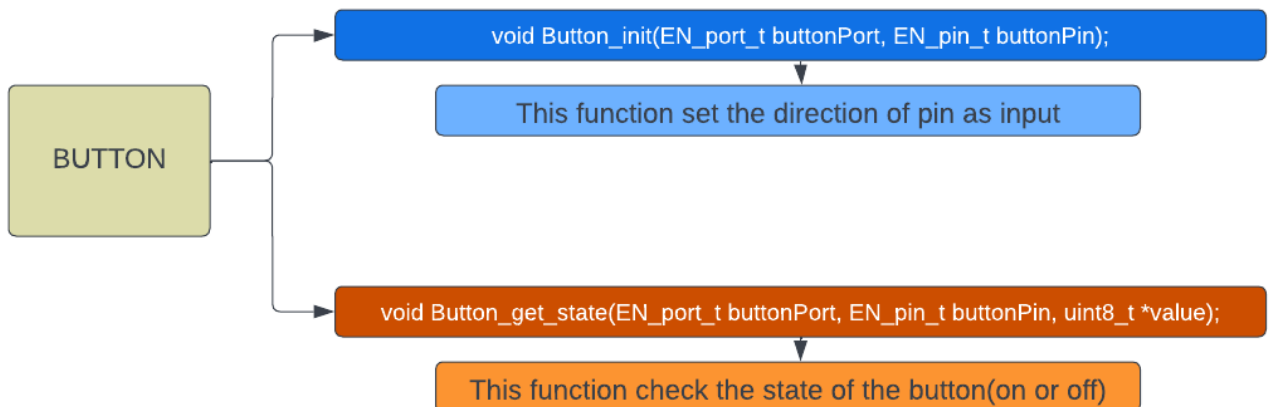 void Button_init(EN_port_t buttonPort, EN_pin_t buttonPin);
This function set the direction of pin as input
BUTTON
void Button_get_state(EN_port_t buttonPort, EN_pin_t buttonPin, uint8_t *value);
This function check the state of the button(on or off)